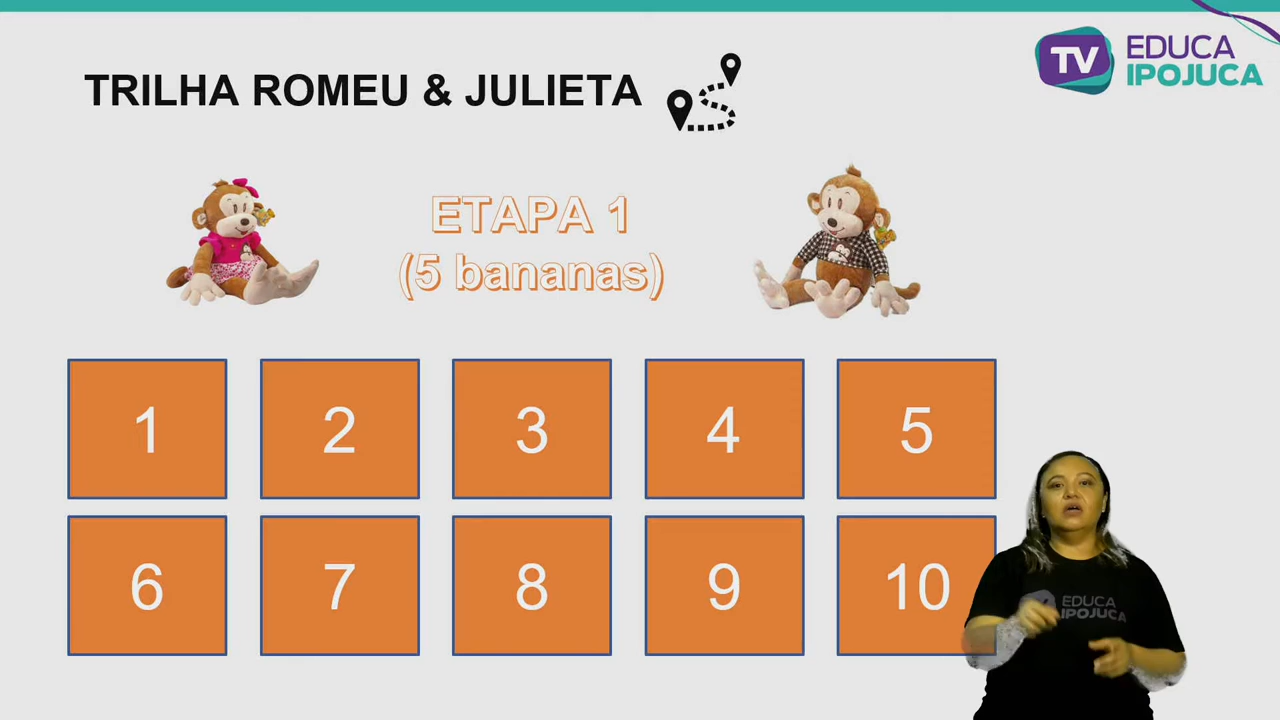 TRILHA ROMEU & JULIETA
TV EDUCA
IPOJUCA
ETAPA 1
(5 bananas)
1 2 3 4 5
6 7 8 9 10
EDUCA
IPOJUCA